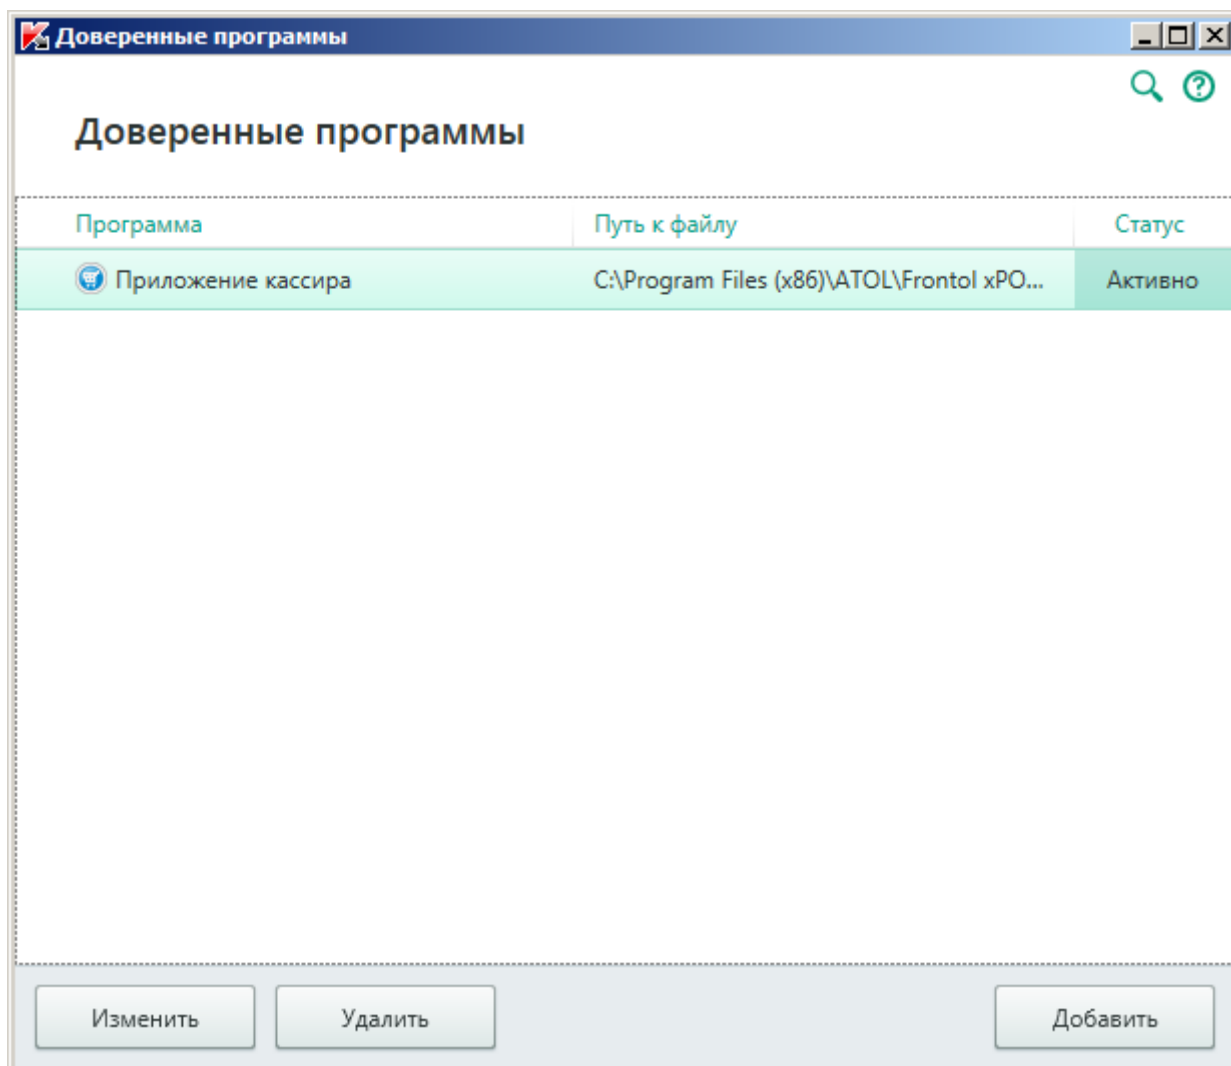 Доверенные программы
Доверенные программы
Программа Путь к файлу Статус
Приложение кассира C:\Program Files (x86)\ATOL\Frontol xPO... Активно
Изменить Удалить Добавить